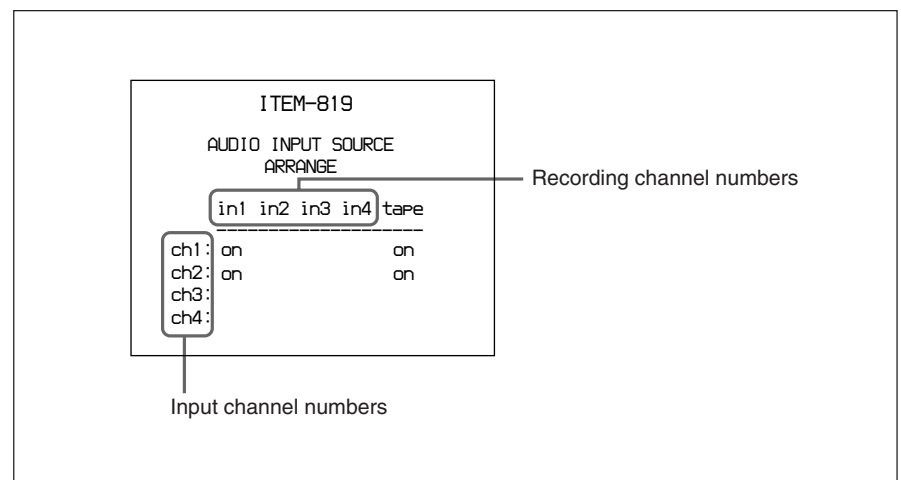 ITEM-819
AUDIO INPUT SOURCE
ARRANGE
Recording channel numbers
in1 in2 in3 in4 tape
--------------------
ch1: on on
ch2: on on
ch3:
ch4:
Input channel numbers